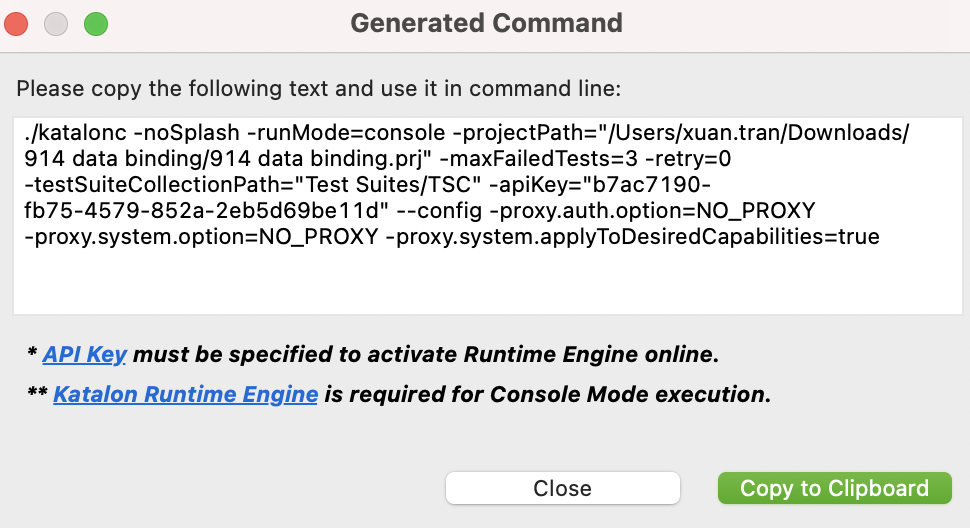 Generated Command
Please copy the following text and use it in command line:
./katalonc -noSplash -runMode=console -projectPath="/Users/xuan.tran/Downloads/
914 data binding/914 data binding.prj" -maxFailedTests=3 -retry=0
-testSuiteCollectionPath="Test Suites/TSC" -apiKey="b7ac7190-
fb75-4579-852a-2eb5d69be11d" --config -proxy.auth.option=NO_PROXY
-proxy.system.option=NO_PROXY -proxy.system.applyToDesiredCapabilities=true
* API Key must be specified to activate Runtime Engine online.
** Katalon Runtime Engine is required for Console Mode execution.
Close
Copy to Clipboard